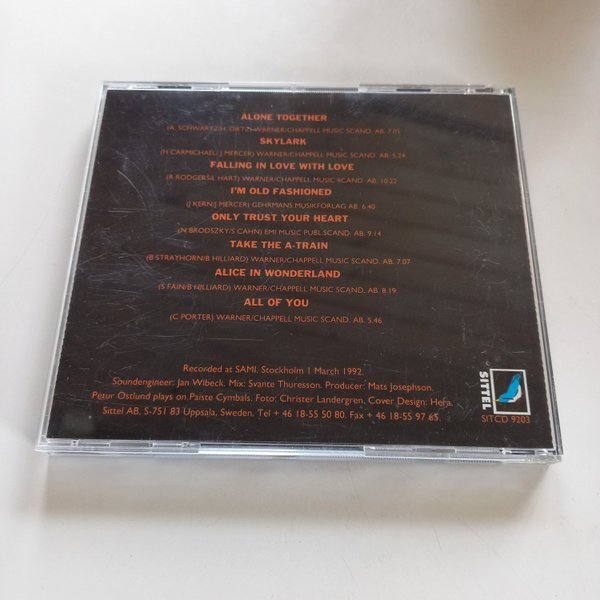 ALONE TOGETHER
(A. SCHWARTZ/H. DIETZ) WARNER/CHAPPELL MUSIC SCAND. AB. 7.05
SKYLARK
(H CARMICHAEL/J MERCER) WARNER/CHAPPELL MUSIC SCAND. AB. 5.24
FALLING IN LOVE WITH LOVE
(R RODGERS/L HART) WARNER/CHAPPELL MUSIC SCAND. AB. 10.22
I'M OLD FASHIONED
(J KERN/J MERCER) GEHRMANS MUSIKFORLAG AB 6.40
ONLY TRUST YOUR HEART
(N BRODSZKY/S CAHN) EMI MUSIC PUBL SCAND. AB. 9.14
TAKE THE A-TRAIN
(B STRAYHORN/B HILLIARD) WARNER/CHAPPELL MUSIC SCAND. AB. 7.07
ALICE IN WONDERLAND
(S FAIN/B HILLIARD) WARNER/CHAPPELL MUSIC SCAND. AB. 8.19
ALL OF YOU
(C PORTER) WARNER/CHAPPELL MUSIC SCAND. AB. 5.46
Recorded at SAMI, Stockholm 1 March 1992.
Soundengineer: Jan Wibeck. Mix: Svante Thuresson. Producer: Mats Josephson.
Petur Östlund plays on Paiste Cymbals. Foto: Christer Landergren, Cover Design: Hera.
Sittel AB, S-751 83 Uppsala, Sweden. Tel + 46 18-55 50 80. Fax + 46 18-55 97 65.
SITTEL
SITCD 9203